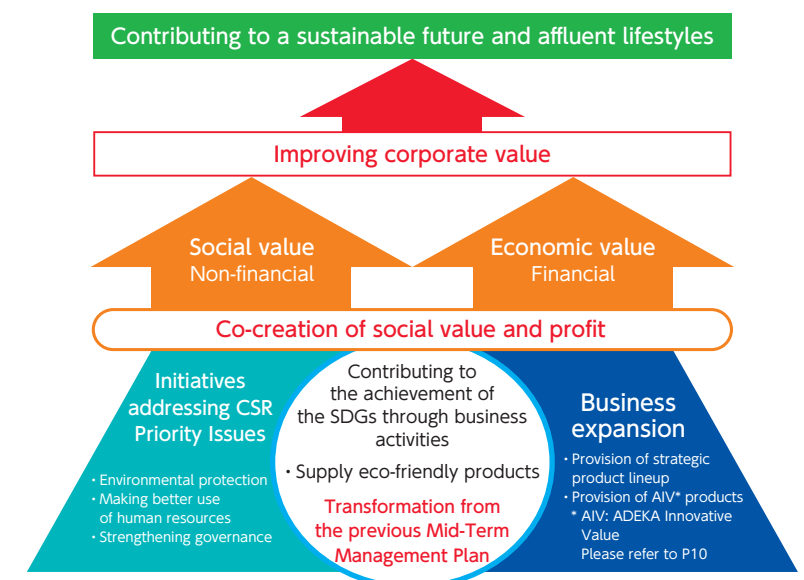 Contributing to a sustainable future and affluent lifestyles
Improving corporate value
Social value
Non-financial
Economic value
Financial
Co-creation of social value and profit
Initiatives
addressing CSR
Priority Issues
・Environmental protection
・Making better use
of human resources
・Strengthening governance
Contributing to
the achievement of
the SDGs through business
activities
・Supply eco-friendly products
Transformation from
the previous Mid-Term
Management Plan
Business
expansion
・Provision of strategic
product lineup
・Provision of AIV* products
* AIV: ADEKA Innovative
Value
Please refer to P10